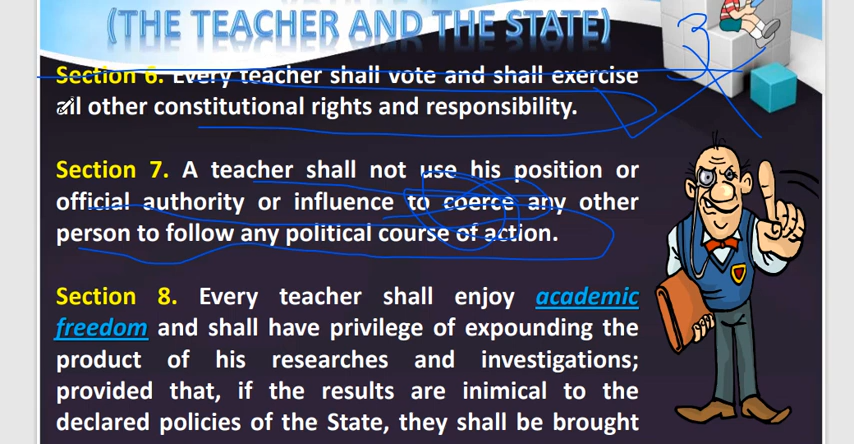 (THE TEACHER AND THE STATE)
3
Section 6. Every teacher shall vote and shall exercise
all other constitutional rights and responsibility.
Section 7. A teacher shall not use his position or
official authority or influence to coerce any other
person to follow any political course of action.
Section 8. Every teacher shall enjoy academic
freedom and shall have privilege of expounding the
product of his researches and investigations;
provided that, if the results are inimical to the
declared policies of the State, they shall be brought